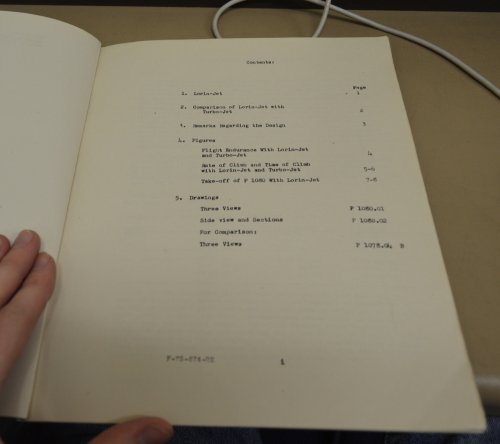 Contents:
Page
1. Lorin-Jet 1
2. Comparison of Lorin-Jet with
Turbo-Jet 2
Remarks Regarding the Design 3
4. Figures
Flight Endurance With Lorin-Jet
and Turbo-Jet 4
Rate of Climb and Time of Climb
with Lorin-Jet and Turbo-Jet 5-6
Take-off of P 1080 With Lorin-Jet 7-8
5. Drawings
Three Views P 1080.01
Side view and Sections P 1080.02
For Comparison:
Three Views P 1078.04 B
1